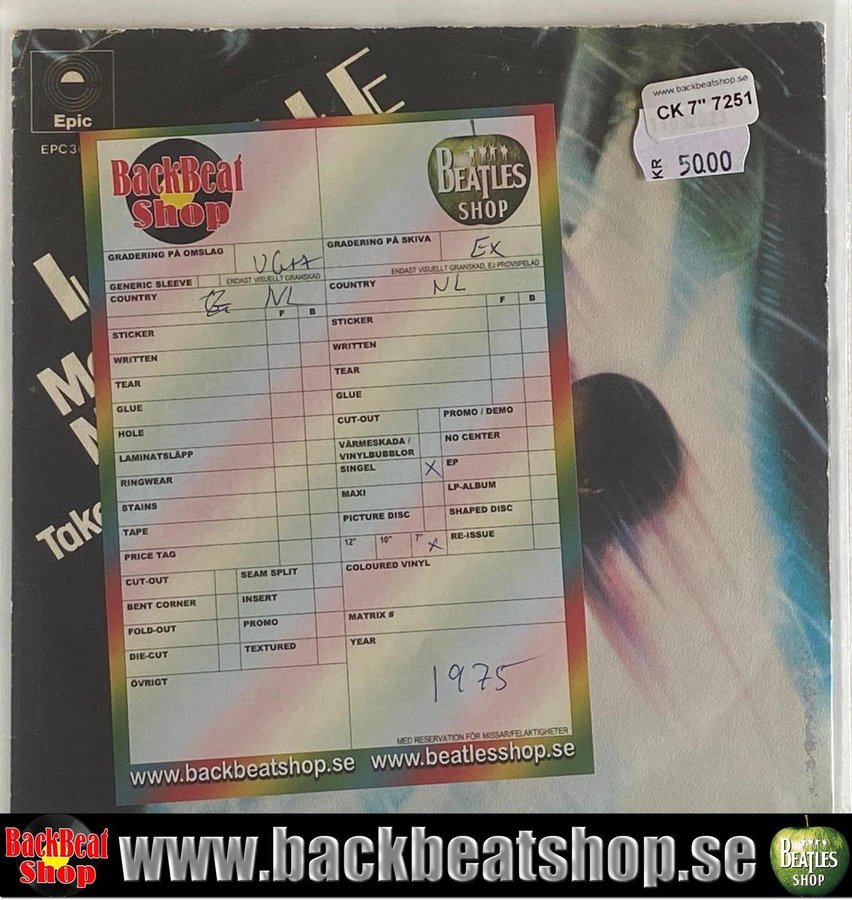 Epic
EPC3
Take
www.backbeatshop.se
CK 7" 7251
KR 50.00
BackBeat
Shop
BEATLES
SHOP
GRADERING PÅ OMSLAG VG++
GRADERING PÅ SKIVA EX
GENERIC SLEEVE ENDAST VISUELLT GRANSKAD
ENDAST VISUELLT GRANSKAD, EJ PROVSPELAD
COUNTRY NL
COUNTRY NL
F B
F B
STICKER
STICKER
WRITTEN
WRITTEN
TEAR
TEAR
GLUE
GLUE
HOLE
CUT-OUT PROMO / DEMO
LAMINATSLÄPP
VÄRMESKADA /
VINYLBUBBLOR NO CENTER
RINGWEAR
SINGEL X EP
STAINS
MAXI LP-ALBUM
TAPE
PICTURE DISC SHAPED DISC
PRICE TAG
12" 10" 7" X RE-ISSUE
CUT-OUT SEAM SPLIT
COLOURED VINYL
BENT CORNER INSERT
FOLD-OUT PROMO
MATRIX #
DIE-CUT TEXTURED
YEAR
ÖVRIGT
1975
MED RESERVATION FÖR MISSAR/FELAKTIGHETER
www.backbeatshop.se www.beatlesshop.se
BackBeat
Shop
www.backbeatshop.se
BEATLES
SHOP